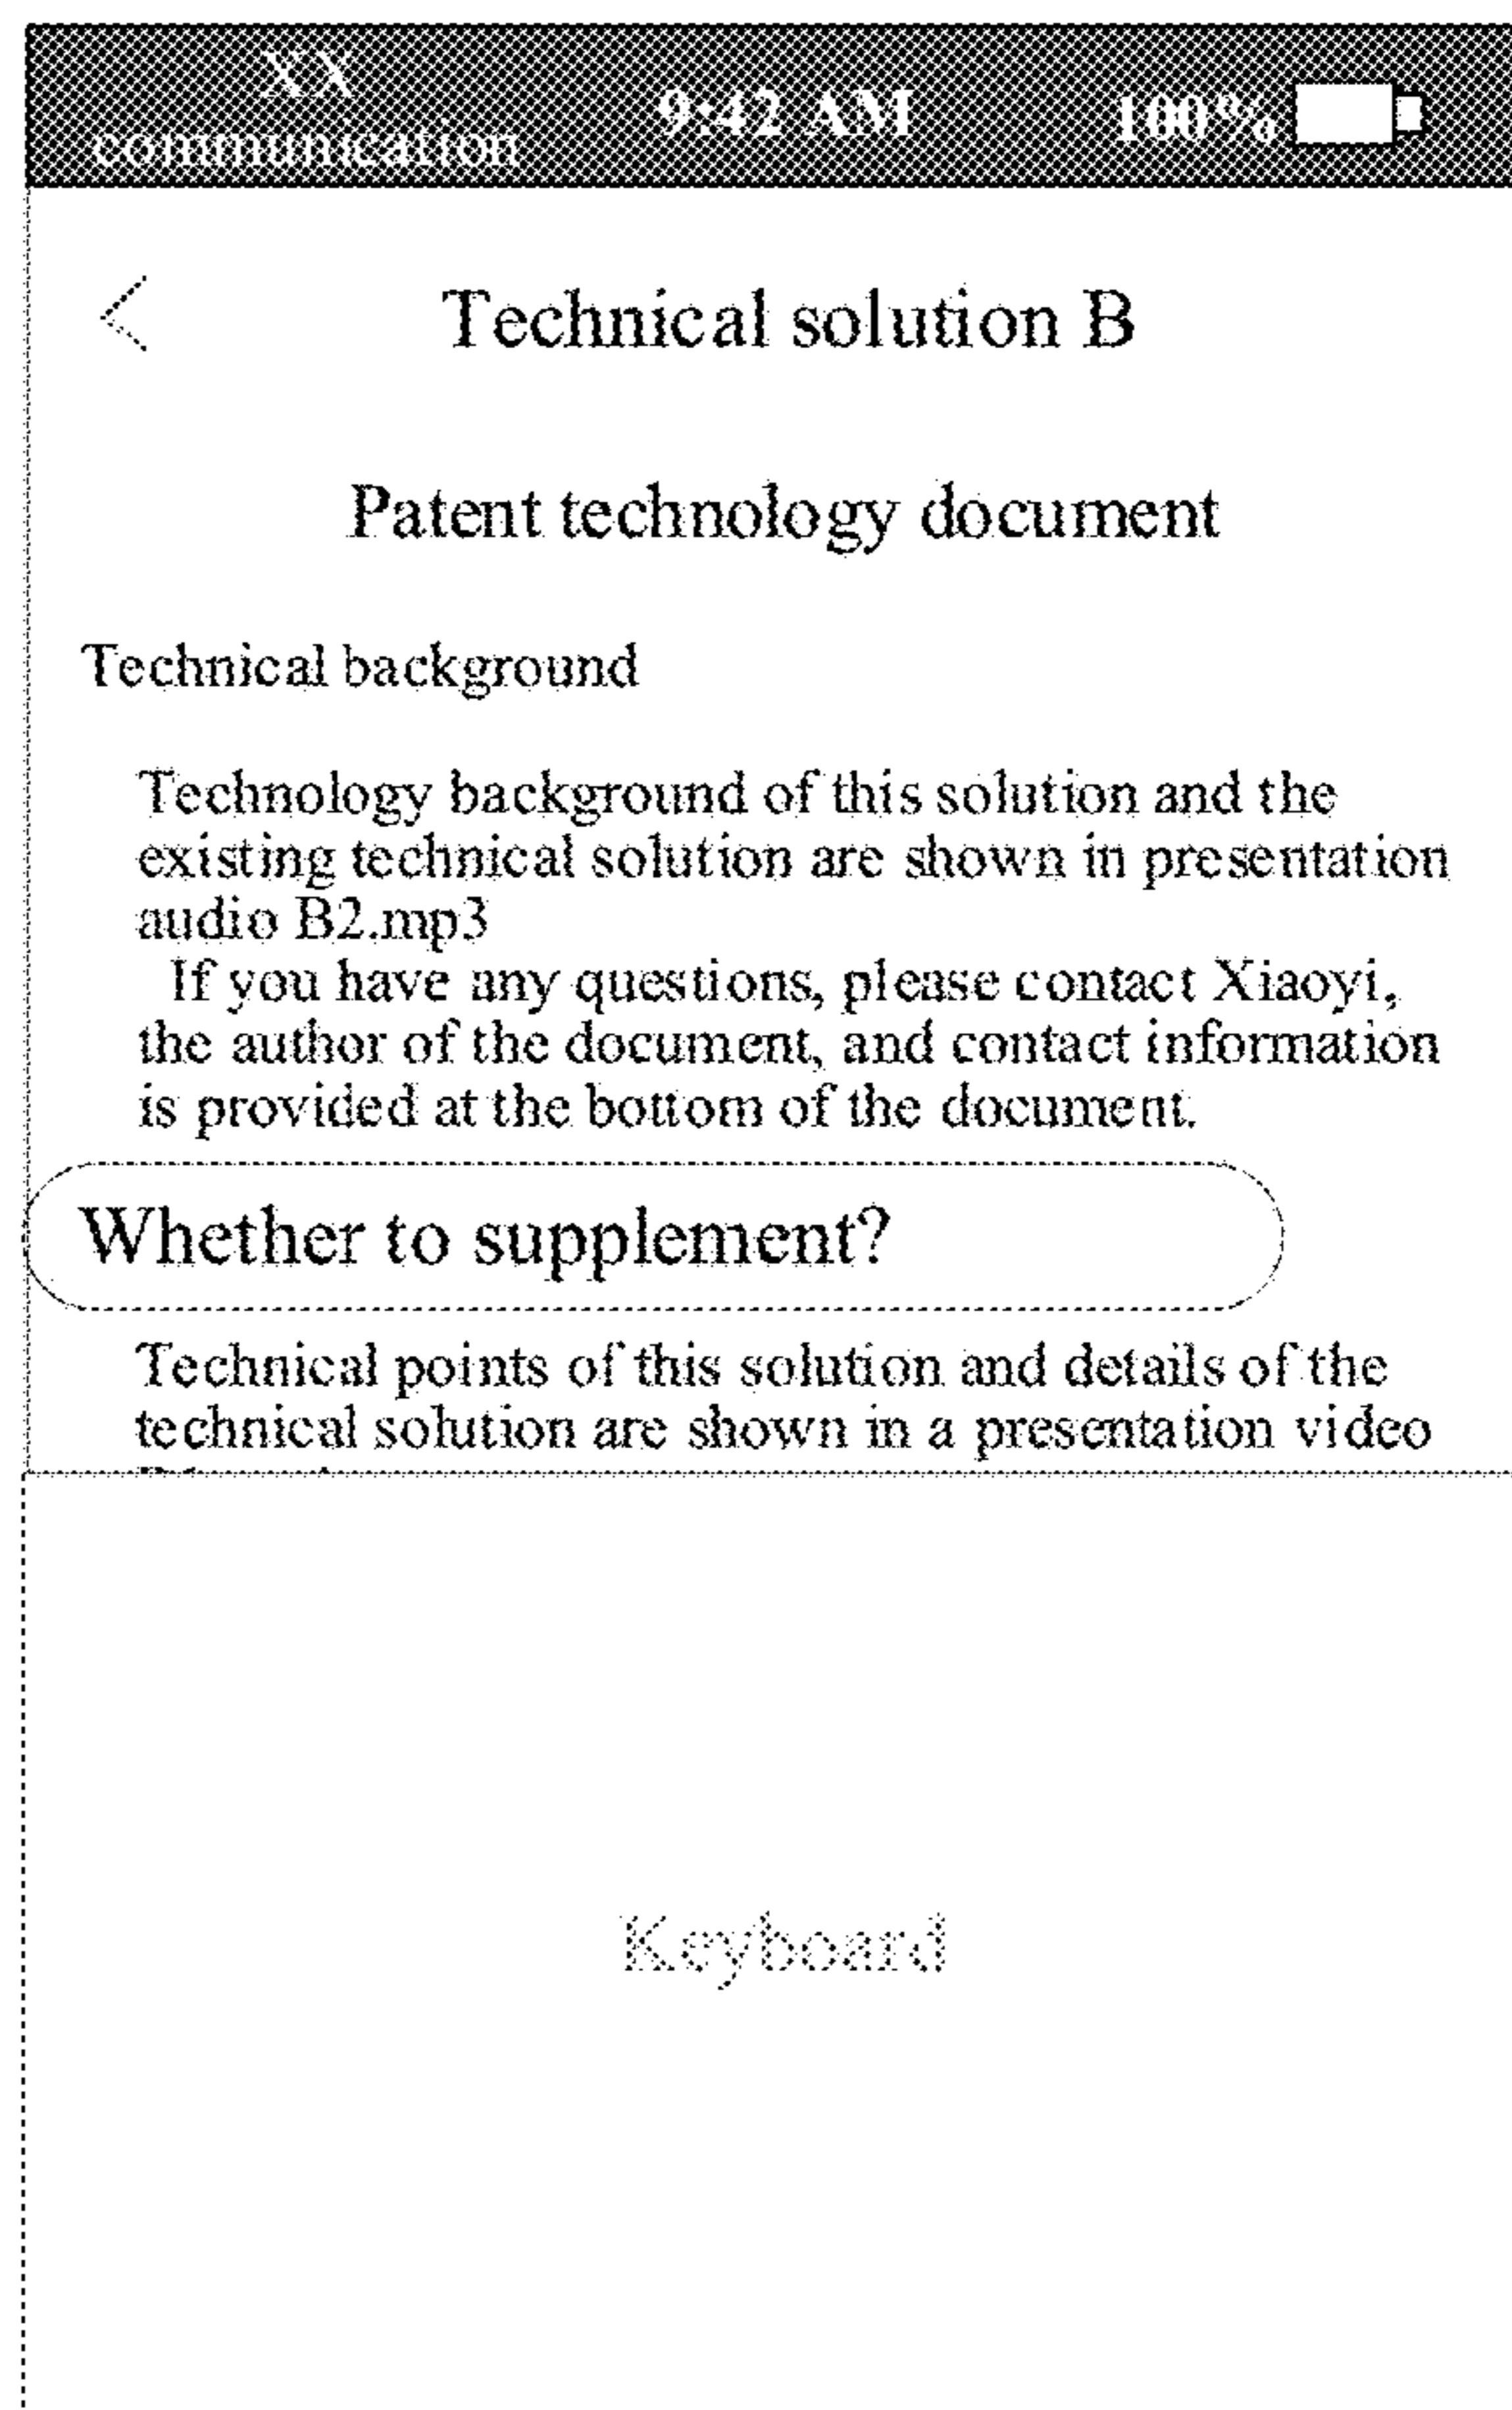 XX
communication
9:42 AM
100%
<
Technical solution B
Patent technology document
Technical background
Technology background of this solution and the
existing technical solution are shown in presentation
audio B2.mp3
If you have any questions, please contact Xiaoyi,
the author of the document, and contact information
is provided at the bottom of the document.
Whether to supplement?
Technical points of this solution and details of the
technical solution are shown in a presentation video
Keyboard